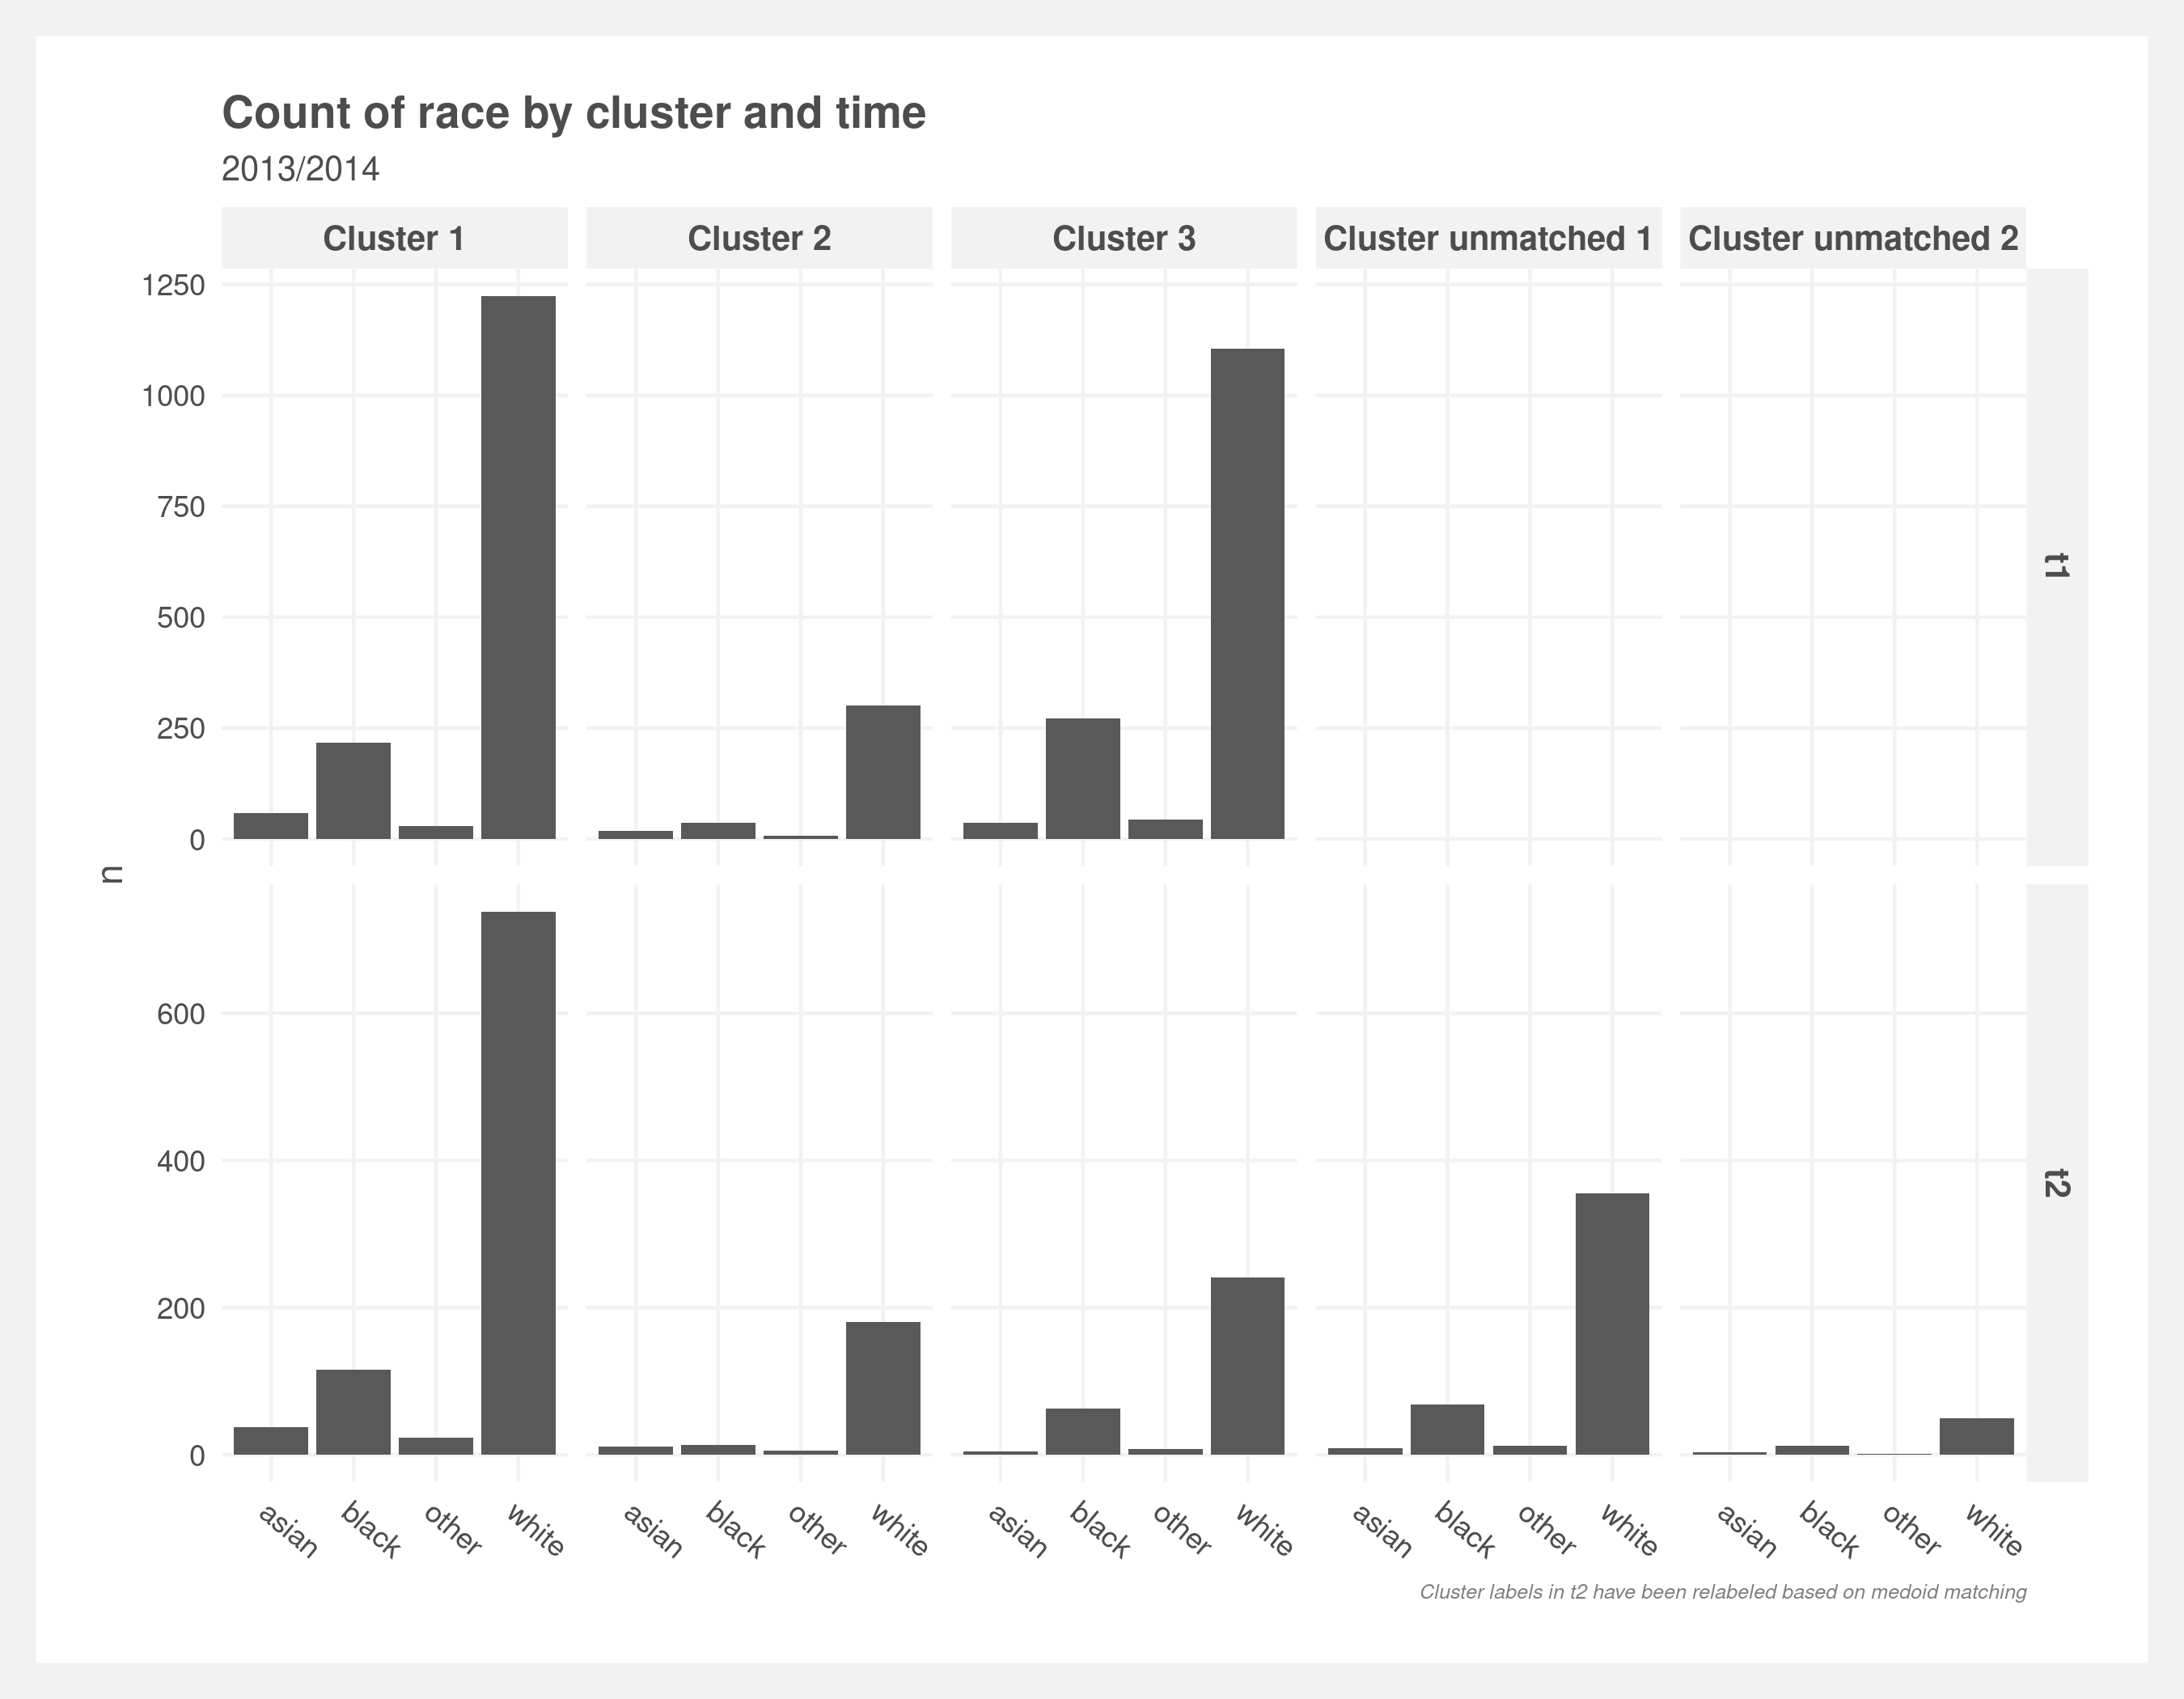 Count of race by cluster and time
2013/2014
Cluster 1
Cluster 2
Cluster 3
Cluster unmatched 1
Cluster unmatched 2
1250
1000
750
500
250
0
t1
n
600
400
200
0
t2
asian
black
other
white
asian
black
other
white
asian
black
other
white
asian
black
other
white
asian
black
other
white
Cluster labels in t2 have been relabeled based on medoid matching